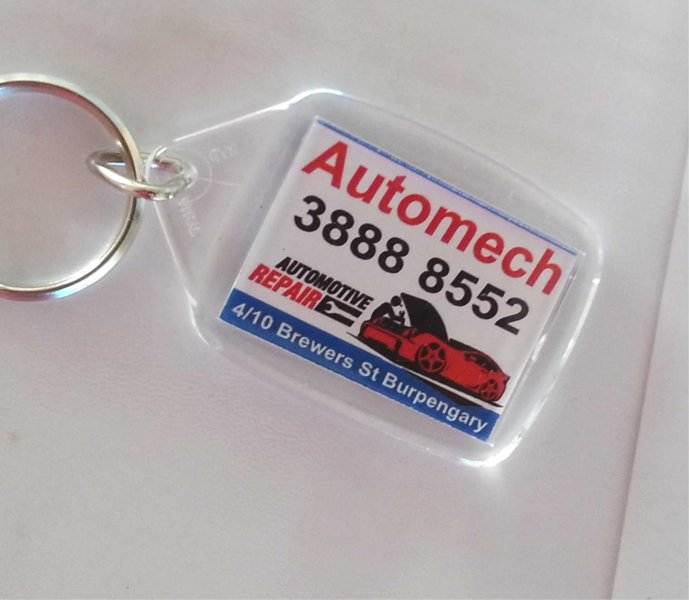 Automech
3888 8552
AUTOMOTIVE
REPAIR
4/10 Brewers St Burpengary